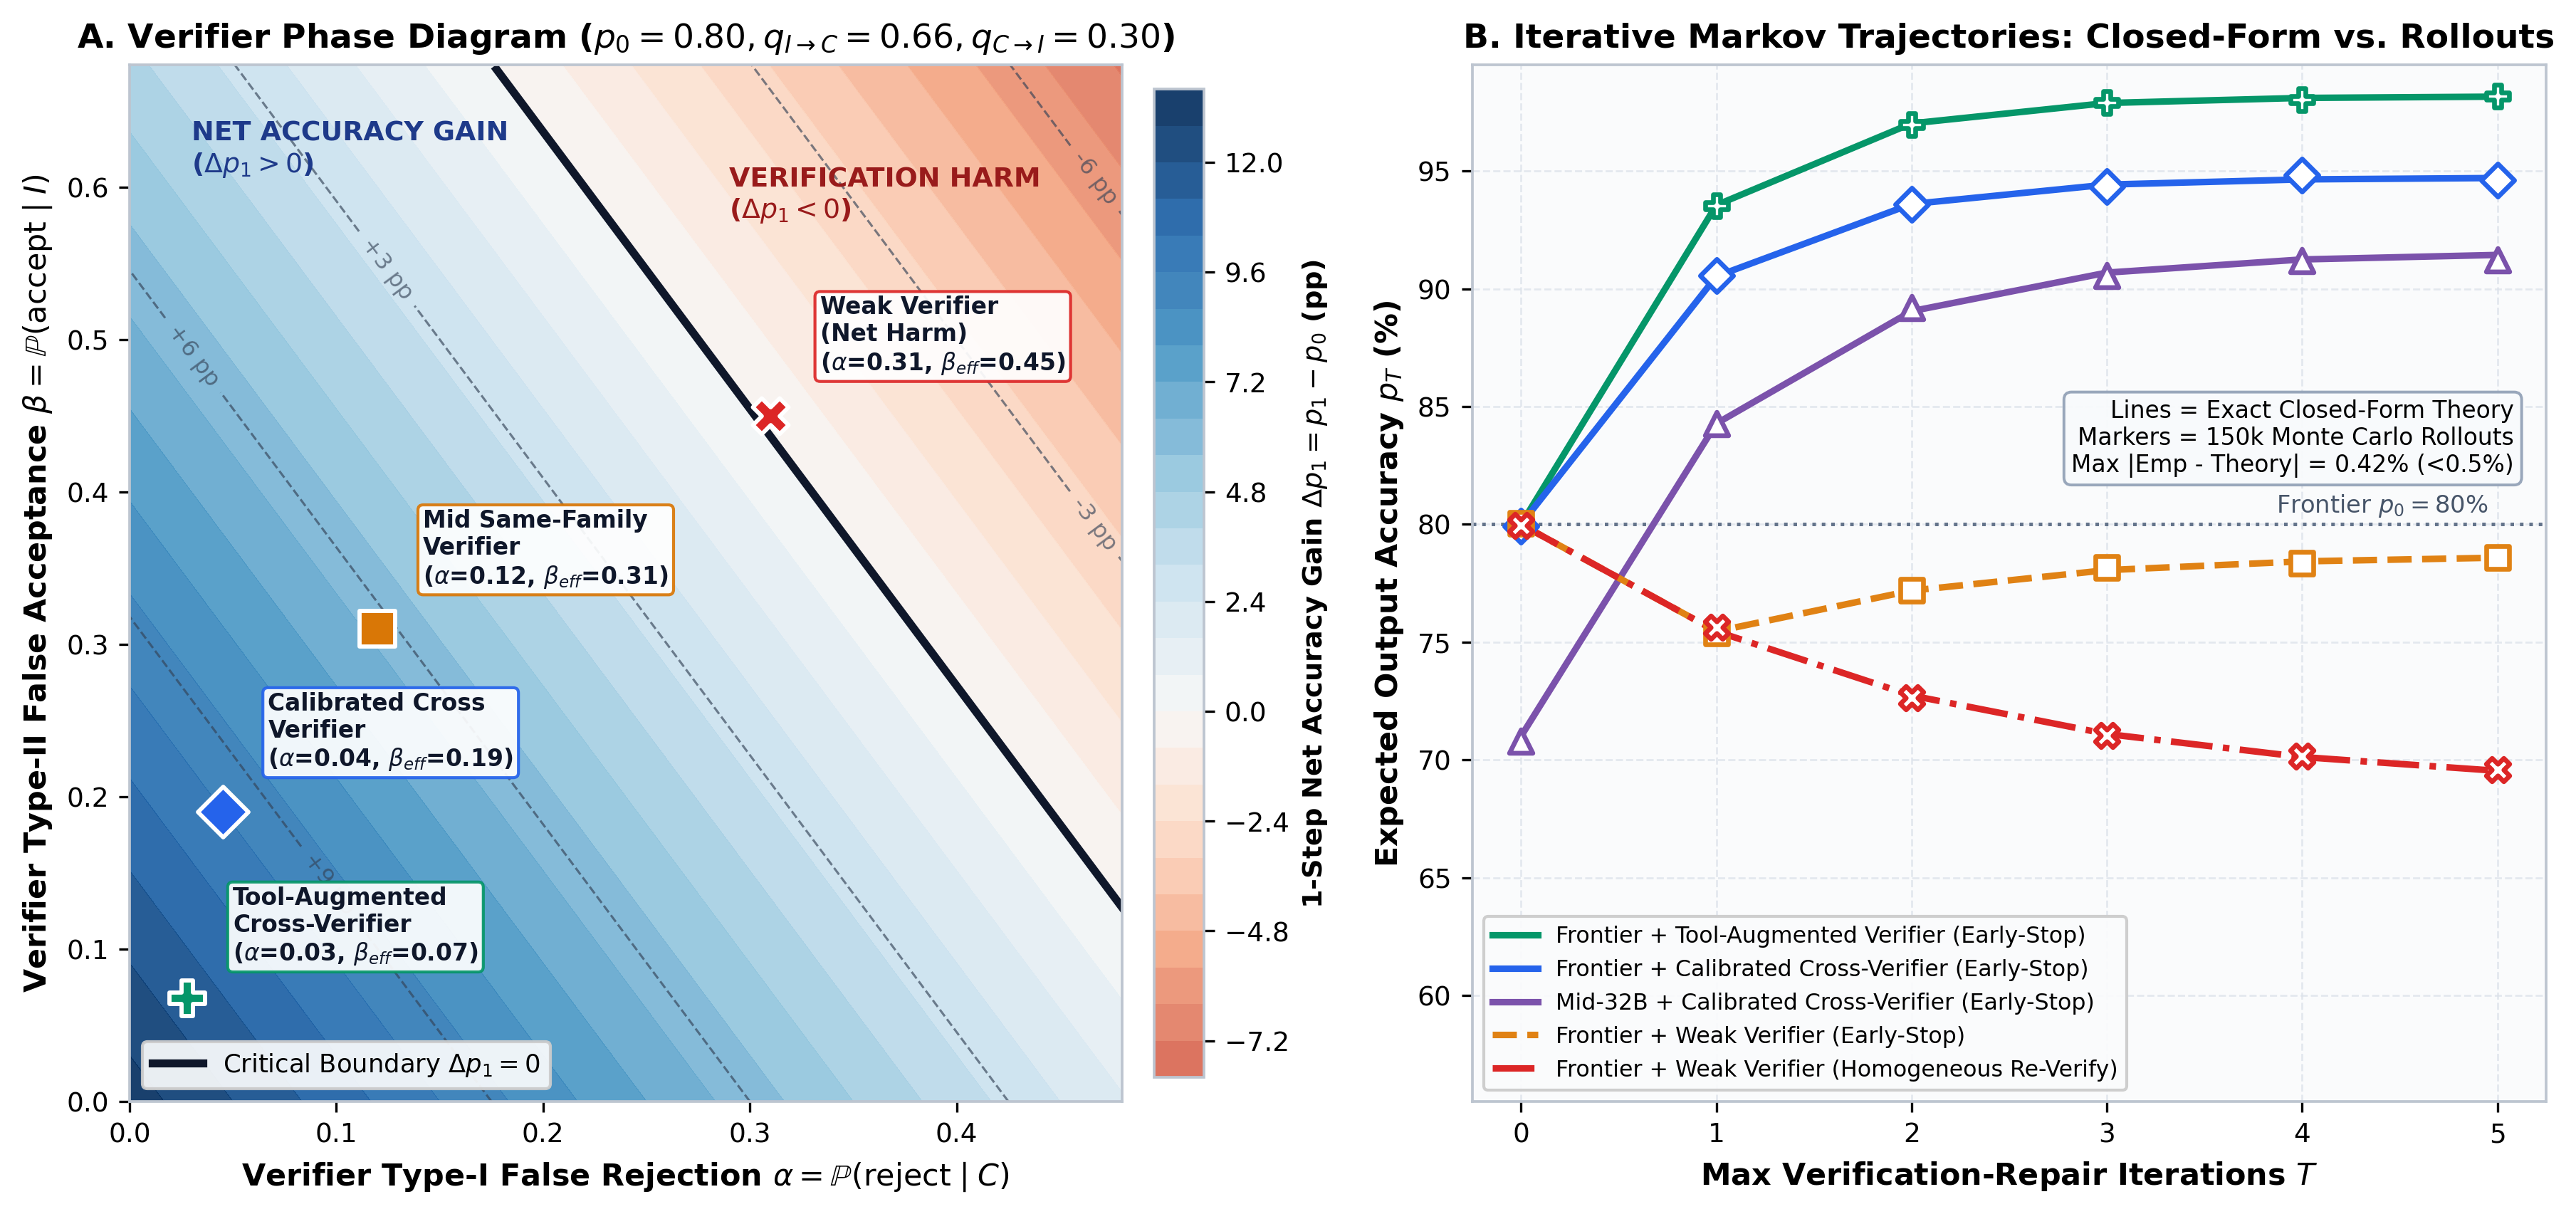 A. Verifier Phase Diagram (p₀ = 0.80, q_{I→C} = 0.66, q_{C→I} = 0.30)
NET ACCURACY GAIN
(Δp₁ > 0)
VERIFICATION HARM
(Δp₁ < 0)
-6 pp
+3 pp
+6 pp
-3 pp
+9
Weak Verifier
(Net Harm)
(α=0.31, β_{eff}=0.45)
Mid Same-Family
Verifier
(α=0.12, β_{eff}=0.31)
Calibrated Cross
Verifier
(α=0.04, β_{eff}=0.19)
Tool-Augmented
Cross-Verifier
(α=0.03, β_{eff}=0.07)
Critical Boundary Δp₁ = 0
0.6
0.5
0.4
0.3
0.2
0.1
0.0
0.0 0.1 0.2 0.3 0.4
Verifier Type-II False Acceptance β = ℙ(accept | I)
Verifier Type-I False Rejection α = ℙ(reject | C)
12.0
9.6
7.2
4.8
2.4
0.0
−2.4
−4.8
−7.2
1-Step Net Accuracy Gain Δp₁ = p₁ − p₀ (pp)
B. Iterative Markov Trajectories: Closed-Form vs. Rollouts
95
90
85
80
75
70
65
60
Expected Output Accuracy p_T (%)
Lines = Exact Closed-Form Theory
Markers = 150k Monte Carlo Rollouts
Max |Emp - Theory| = 0.42% (<0.5%)
Frontier p₀ = 80%
Frontier + Tool-Augmented Verifier (Early-Stop)
Frontier + Calibrated Cross-Verifier (Early-Stop)
Mid-32B + Calibrated Cross-Verifier (Early-Stop)
Frontier + Weak Verifier (Early-Stop)
Frontier + Weak Verifier (Homogeneous Re-Verify)
0 1 2 3 4 5
Max Verification-Repair Iterations T